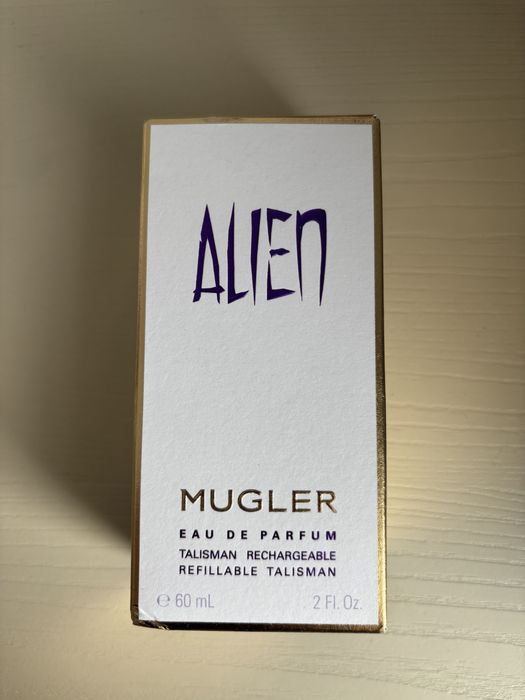 ALIEN
MUGLER
EAU DE PARFUM
TALISMAN RECHARGEABLE
REFILLABLE TALISMAN
℮ 60 mL 2 Fl. Oz.